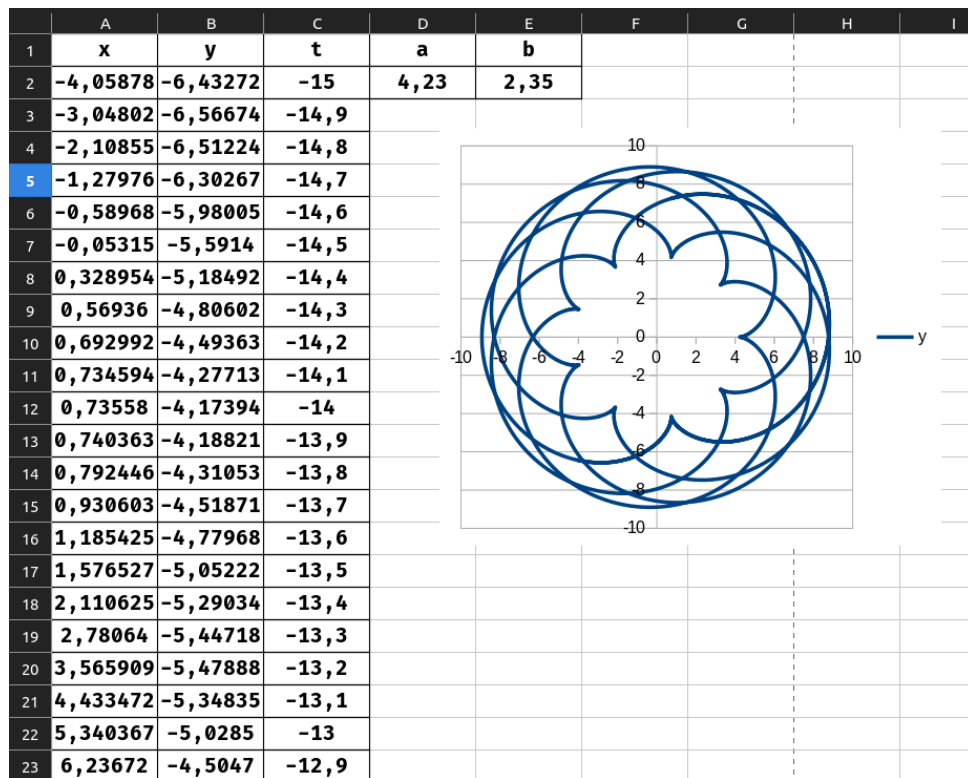 A B C D E F G H I
1 x y t a b
2 -4,05878 -6,43272 -15 4,23 2,35
3 -3,04802 -6,56674 -14,9
4 -2,10855 -6,51224 -14,8
5 -1,27976 -6,30267 -14,7
6 -0,58968 -5,98005 -14,6
7 -0,05315 -5,5914 -14,5
8 0,328954 -5,18492 -14,4
9 0,56936 -4,80602 -14,3
10 0,692992 -4,49363 -14,2
11 0,734594 -4,27713 -14,1
12 0,73558 -4,17394 -14
13 0,740363 -4,18821 -13,9
14 0,792446 -4,31053 -13,8
15 0,930603 -4,51871 -13,7
16 1,185425 -4,77968 -13,6
17 1,576527 -5,05222 -13,5
18 2,110625 -5,29034 -13,4
19 2,78064 -5,44718 -13,3
20 3,565909 -5,47888 -13,2
21 4,433472 -5,34835 -13,1
22 5,340367 -5,0285 -13
23 6,23672 -4,5047 -12,9
10
8
6
4
2
0
-2
-4
-6
-8
-10
-10 -8 -6 -4 -2 0 2 4 6 8 10
y